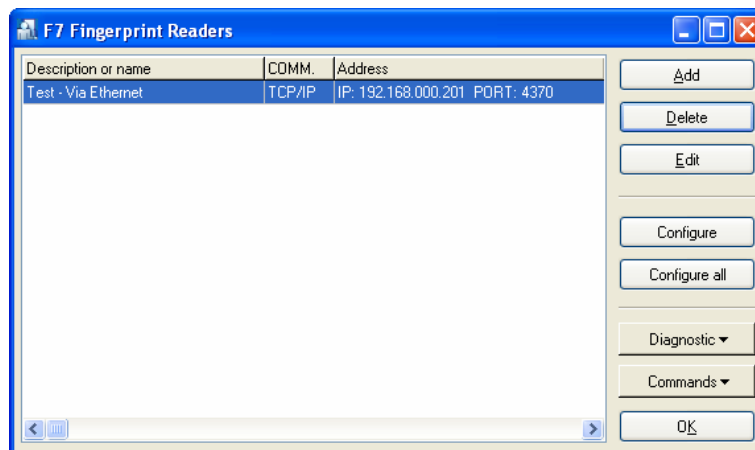 F7 Fingerprint Readers
Description or name COMM. Address
Test - Via Ethernet TCP/IP IP: 192.168.000.201 PORT: 4370
Add
Delete
Edit
Configure
Configure all
Diagnostic
Commands
OK